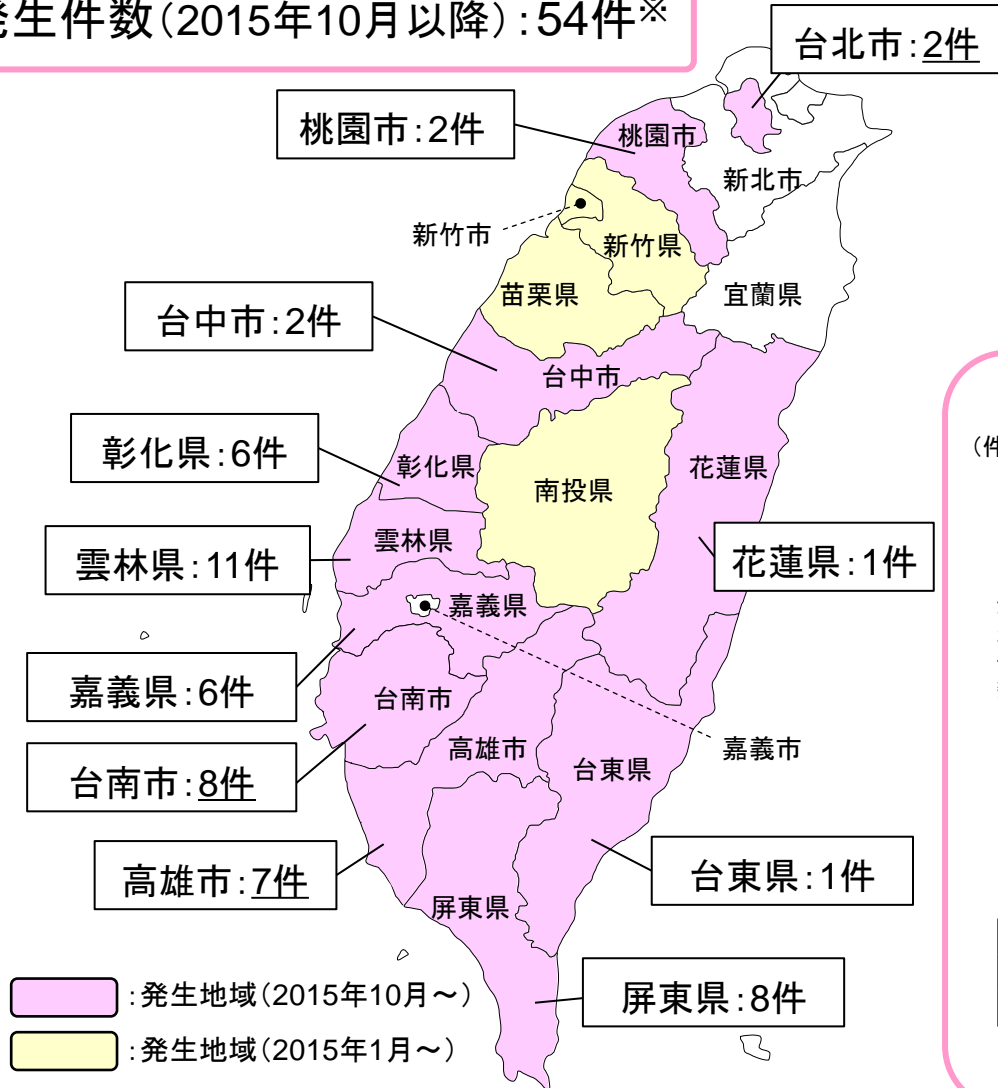 生件数(2015年10月以降):54件※
台北市:2件
桃園市:2件
桃園市
新北市
新竹市
新竹県
苗栗県
宜蘭県
台中市:2件
台中市
彰化県:6件
彰化県
南投県
花蓮県
雲林県:11件
雲林県
花蓮県:1件
嘉義県
嘉義県:6件
台南市
嘉義市
高雄市
台東県
台南市:8件
高雄市:7件
台東県:1件
屏東県
屏東県:8件
:発生地域(2015年10月~)
:発生地域(2015年1月~)
(件